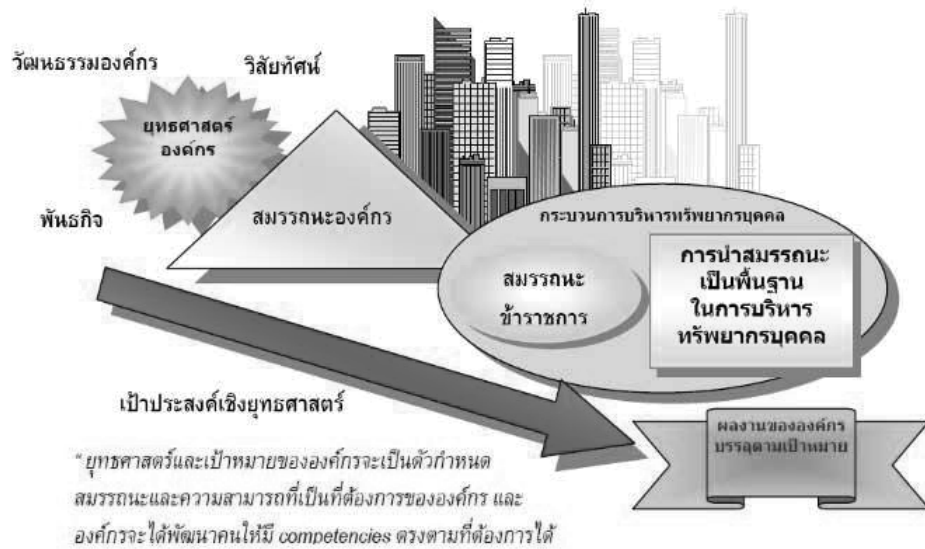 วัฒนธรรมองค์กร
วิสัยทัศน์
ยุทธศาสตร์
องค์กร
พันธกิจ
สมรรถนะองค์กร
กระบวนการบริหารทรัพยากรบุคคล
สมรรถนะ
ข้าราชการ
การนำสมรรถนะ
เป็นพื้นฐาน
ในการบริหาร
ทรัพยากรบุคคล
เป้าประสงค์เชิงยุทธศาสตร์
ผลงานขององค์กร
บรรลุตามเป้าหมาย
“ยุทธศาสตร์และเป้าหมายขององค์กรจะเป็นตัวกำหนด
สมรรถนะและความสามารถที่เป็นที่ต้องการขององค์กร และ
องค์กรจะได้พัฒนาคนให้มี competencies ตรงตามที่ต้องการได้